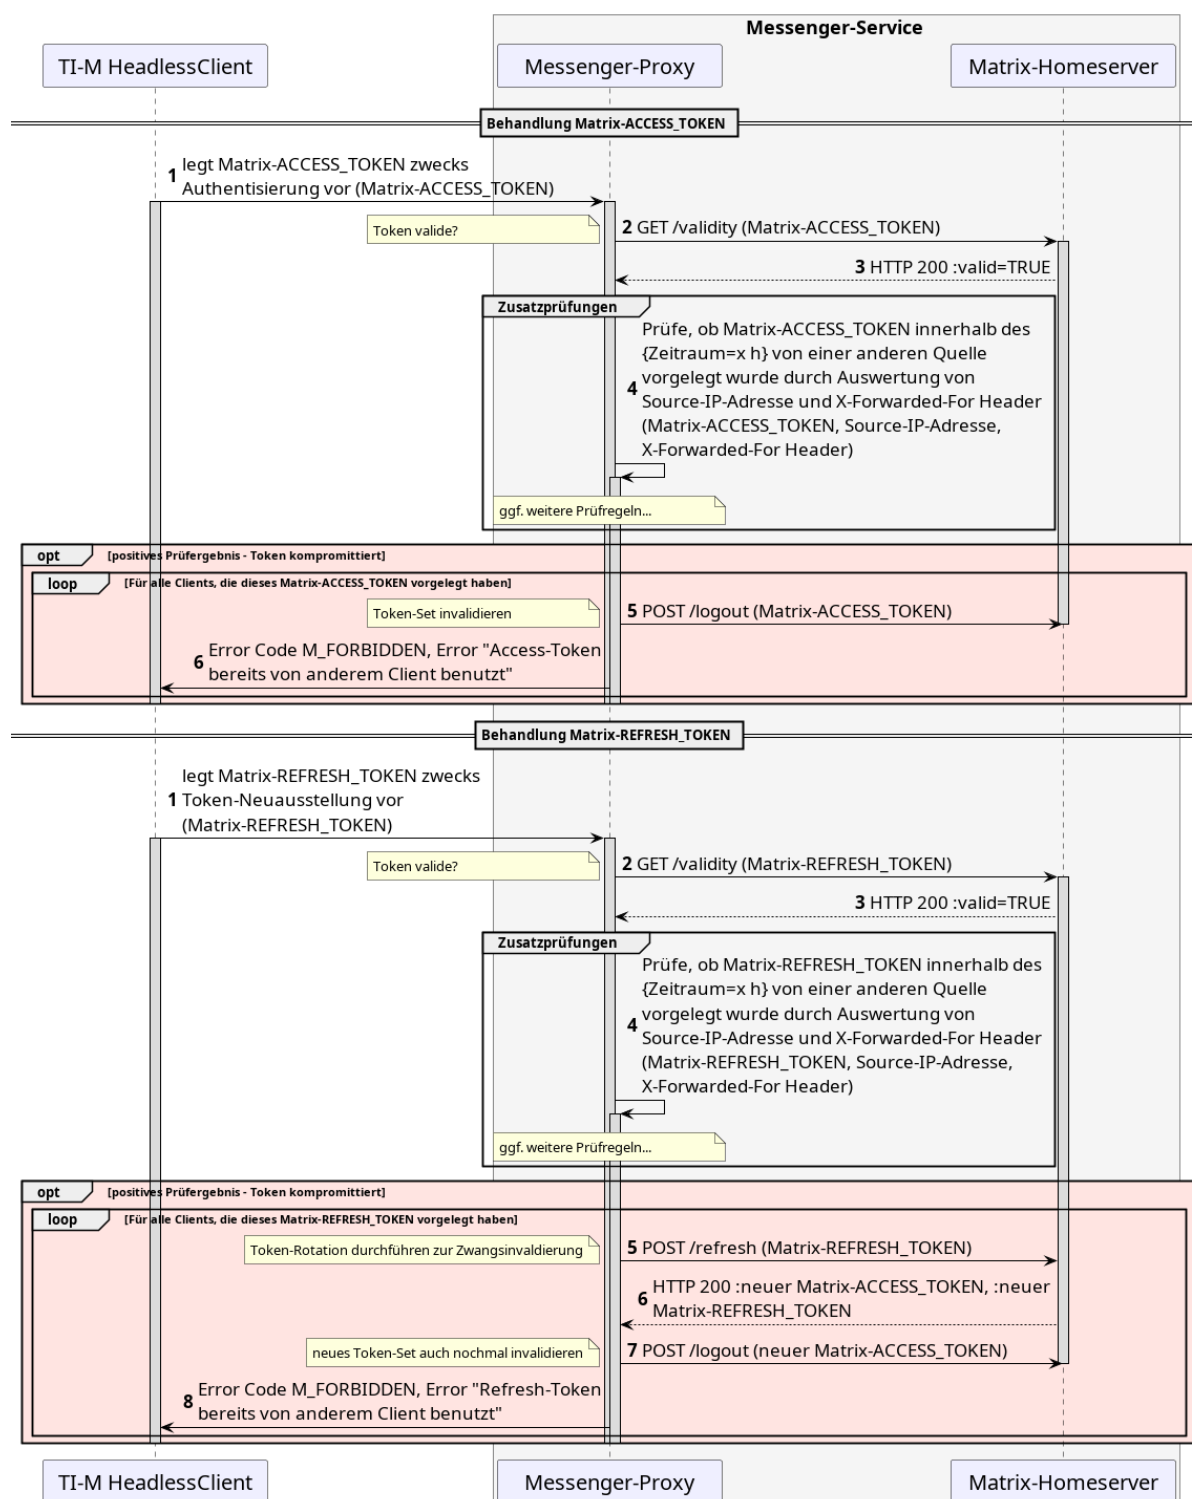 Messenger-Service
TI-M HeadlessClient
Messenger-Proxy
Matrix-Homeserver
Behandlung Matrix-ACCESS_TOKEN
1 legt Matrix-ACCESS_TOKEN zwecks
Authentisierung vor (Matrix-ACCESS_TOKEN)
Token valide?
2 GET /validity (Matrix-ACCESS_TOKEN)
3 HTTP 200 :valid=TRUE
Zusatzprüfungen
4 Prüfe, ob Matrix-ACCESS_TOKEN innerhalb des
{Zeitraum=x h} von einer anderen Quelle
vorgelegt wurde durch Auswertung von
Source-IP-Adresse und X-Forwarded-For Header
(Matrix-ACCESS_TOKEN, Source-IP-Adresse,
X-Forwarded-For Header)
ggf. weitere Prüfregeln...
opt [positives Prüfergebnis - Token kompromittiert]
loop [Für alle Clients, die dieses Matrix-ACCESS_TOKEN vorgelegt haben]
Token-Set invalidieren
5 POST /logout (Matrix-ACCESS_TOKEN)
6 Error Code M_FORBIDDEN, Error "Access-Token
bereits von anderem Client benutzt"
Behandlung Matrix-REFRESH_TOKEN
1 legt Matrix-REFRESH_TOKEN zwecks
Token-Neuausstellung vor
(Matrix-REFRESH_TOKEN)
Token valide?
2 GET /validity (Matrix-REFRESH_TOKEN)
3 HTTP 200 :valid=TRUE
Zusatzprüfungen
4 Prüfe, ob Matrix-REFRESH_TOKEN innerhalb des
{Zeitraum=x h} von einer anderen Quelle
vorgelegt wurde durch Auswertung von
Source-IP-Adresse und X-Forwarded-For Header
(Matrix-REFRESH_TOKEN, Source-IP-Adresse,
X-Forwarded-For Header)
ggf. weitere Prüfregeln...
opt [positives Prüfergebnis - Token kompromittiert]
loop [Für alle Clients, die dieses Matrix-REFRESH_TOKEN vorgelegt haben]
Token-Rotation durchführen zur Zwangsinvaldierung
5 POST /refresh (Matrix-REFRESH_TOKEN)
6 HTTP 200 :neuer Matrix-ACCESS_TOKEN, :neuer
Matrix-REFRESH_TOKEN
neues Token-Set auch nochmal invalidieren
7 POST /logout (neuer Matrix-ACCESS_TOKEN)
8 Error Code M_FORBIDDEN, Error "Refresh-Token
bereits von anderem Client benutzt"
TI-M HeadlessClient
Messenger-Proxy
Matrix-Homeserver